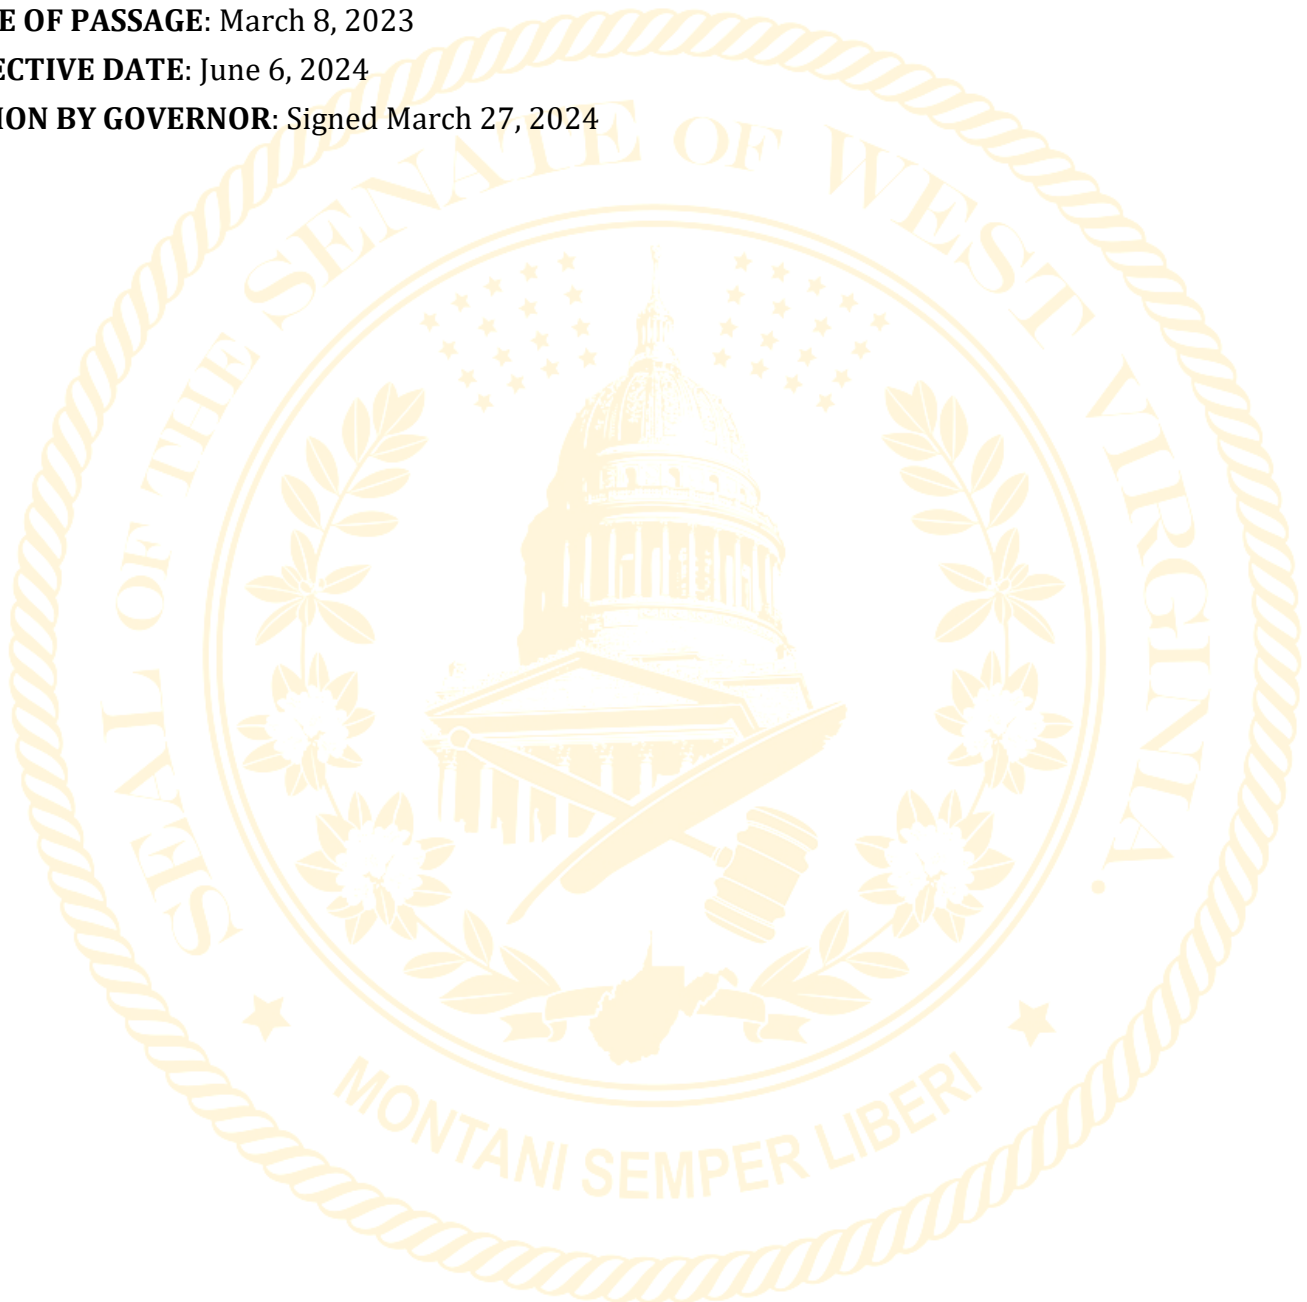 E OF PASSAGE: March 8, 2023
ECTIVE DATE: June 6, 2024
ION BY GOVERNOR: Signed March 27, 2024
SEAL OF THE SENATE OF WEST VIRGINIA.
MONTANI SEMPER LIBERI